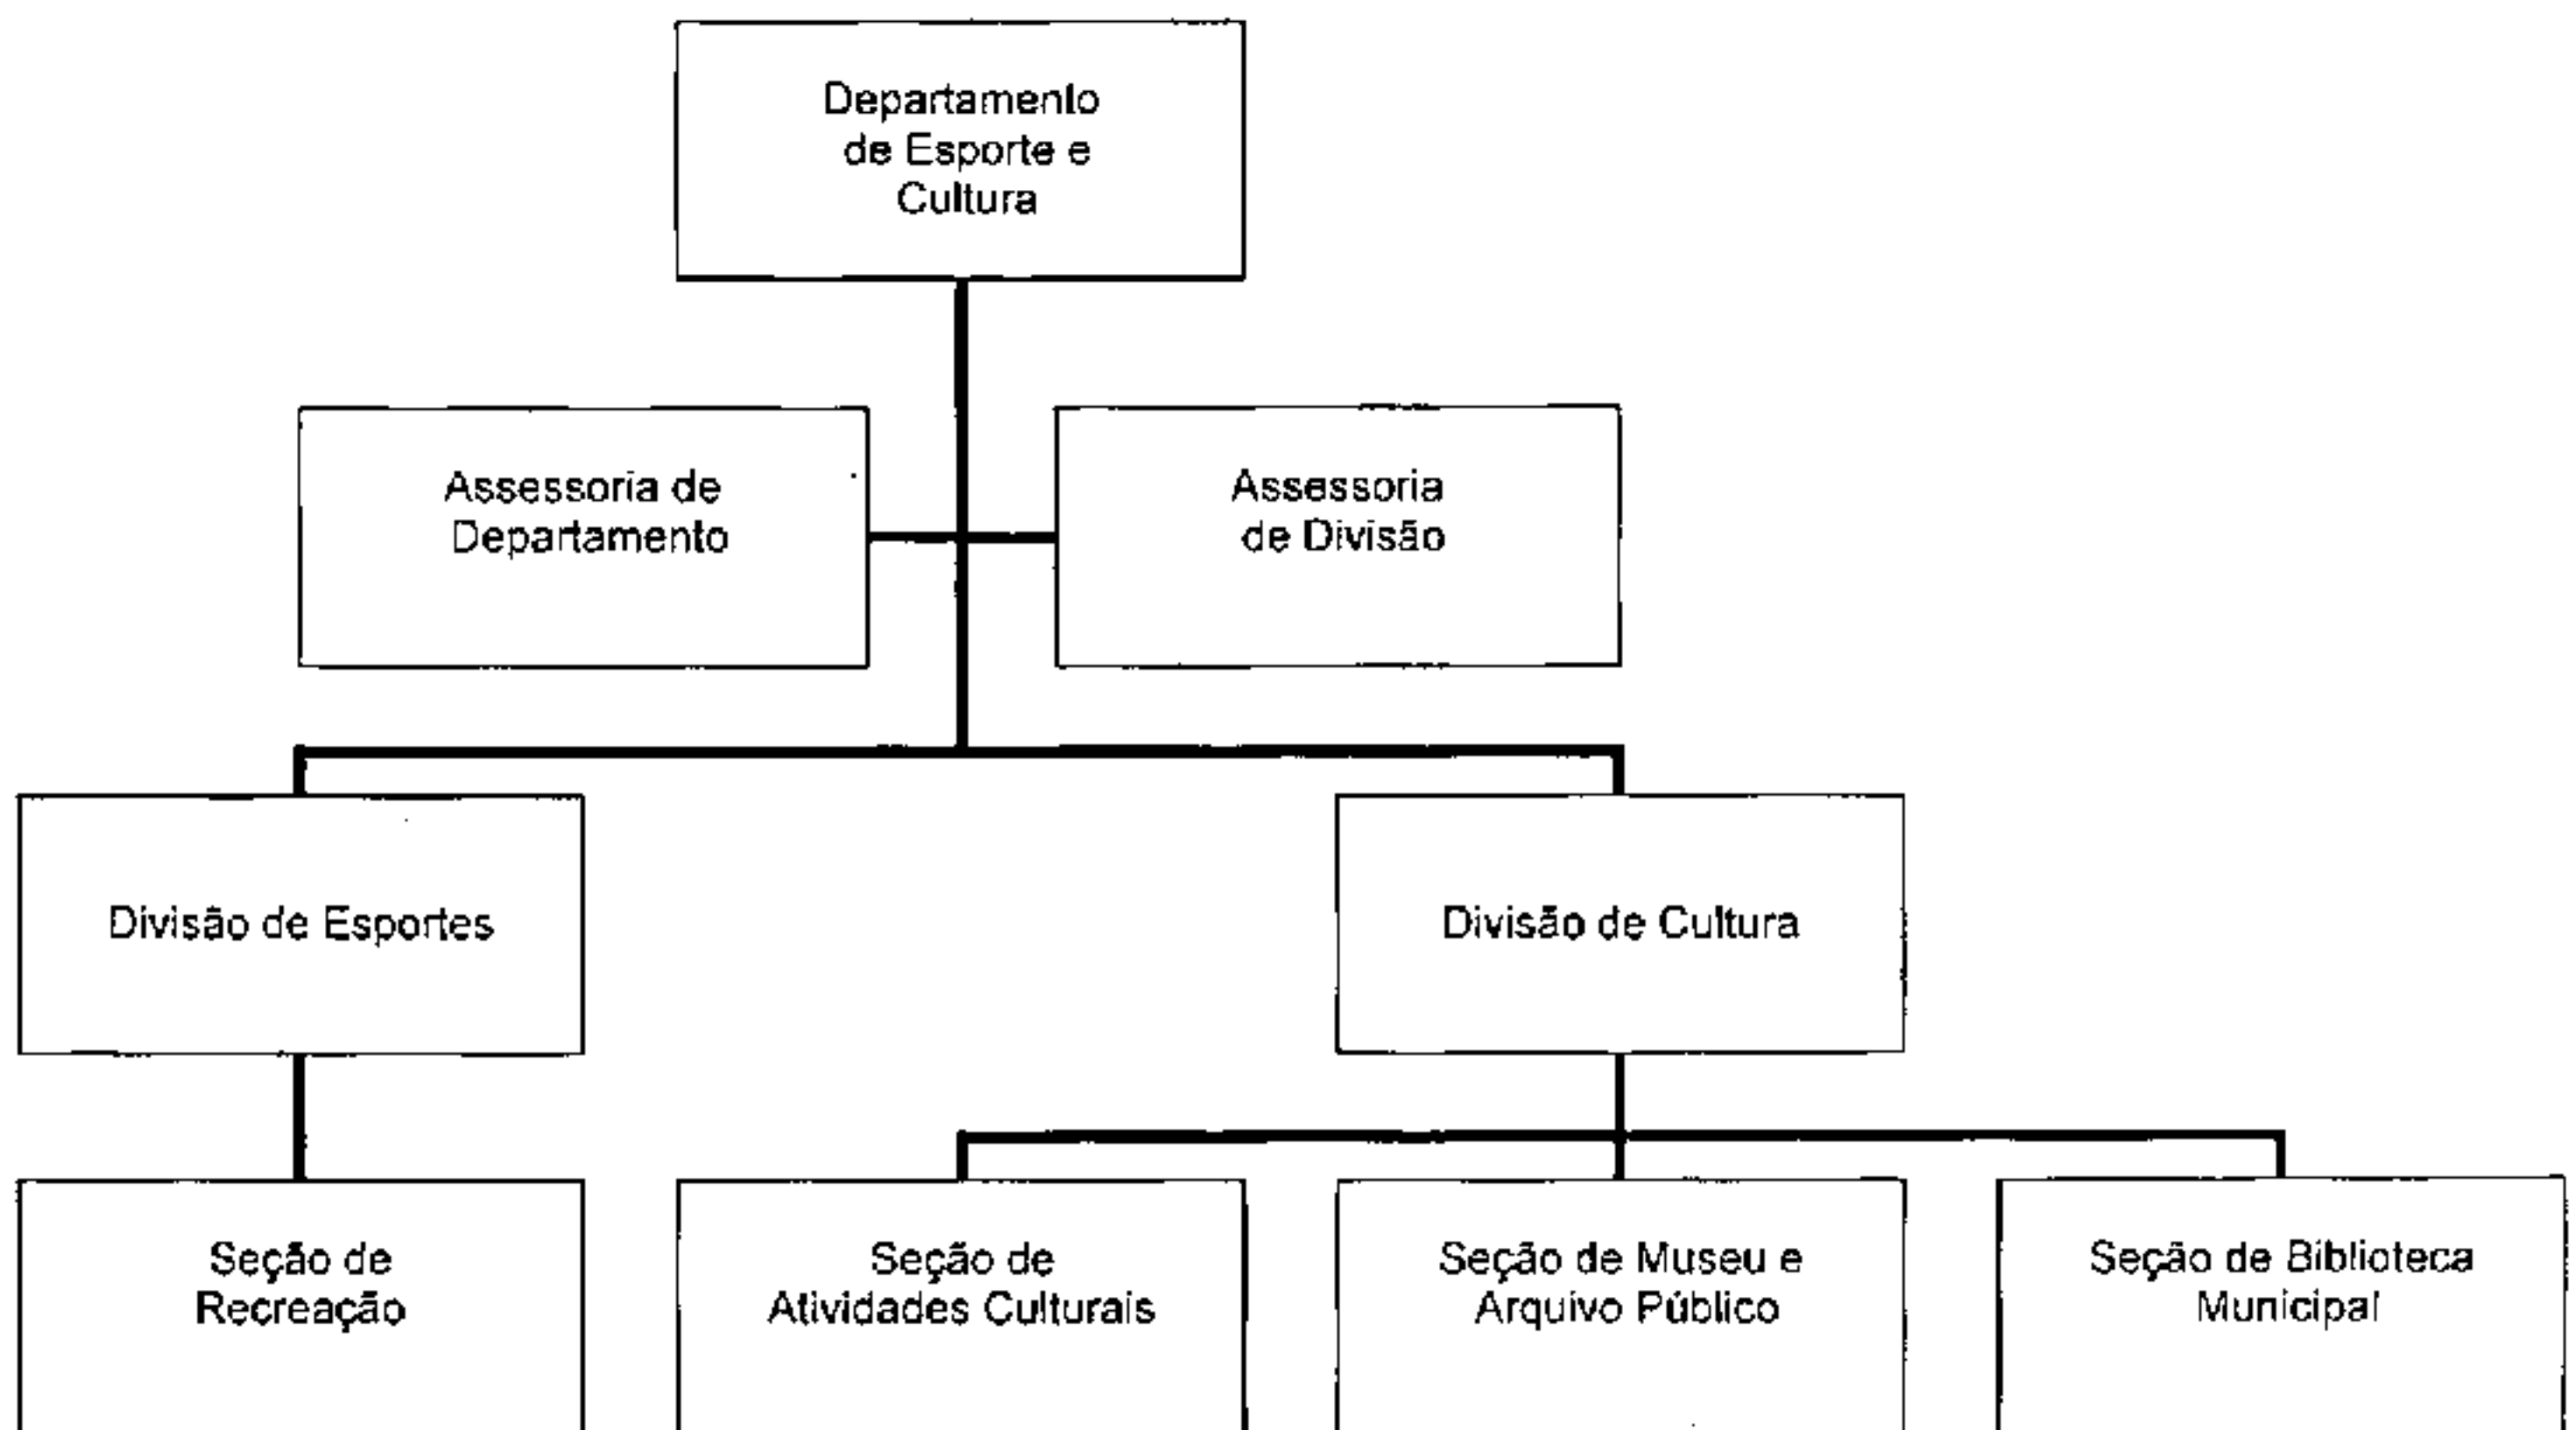 Departamento
de Esporte e
Cultura
Assessoria de
Departamento
Assessoria
de Divisão
Divisão de Esportes
Divisão de Cultura
Seção de
Recreação
Seção de
Atividades Culturais
Seção de Museu e
Arquivo Público
Seção de Biblioteca
Municipal